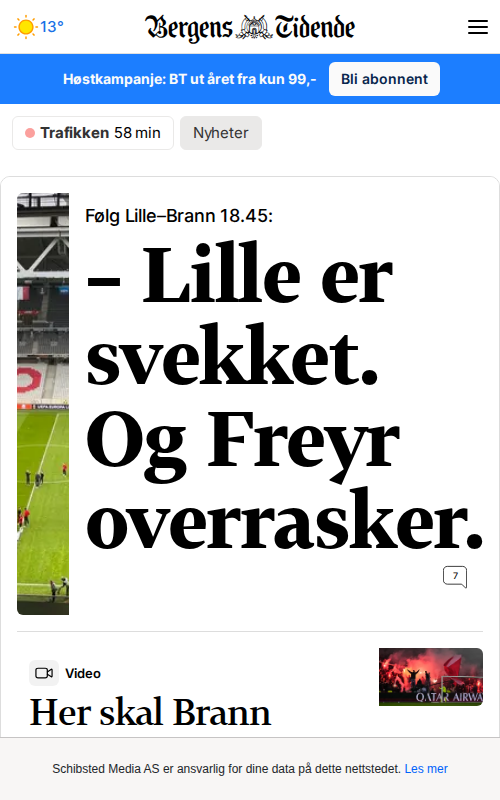 13°
Bergens Tidende
Høstkampanje: BT ut året fra kun 99,-
Bli abonnent
Trafikken 58 min
Nyheter
Følg Lille–Brann 18.45:
– Lille er
svekket.
Og Freyr
overrasker.
7
Video
QATAR AIRWA
Her skal Brann
Schibsted Media AS er ansvarlig for dine data på dette nettstedet. Les mer